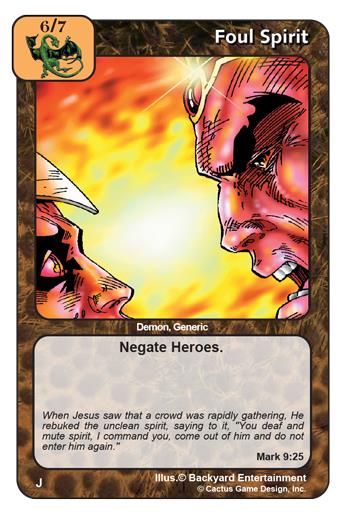 6/7
Foul Spirit
Demon, Generic
Negate Heroes.
When Jesus saw that a crowd was rapidly gathering, He
rebuked the unclean spirit, saying to it, "You deaf and
mute spirit, I command you, come out of him and do not
enter him again."
Mark 9:25
J
Illus.© Backyard Entertainment
© Cactus Game Design, Inc.